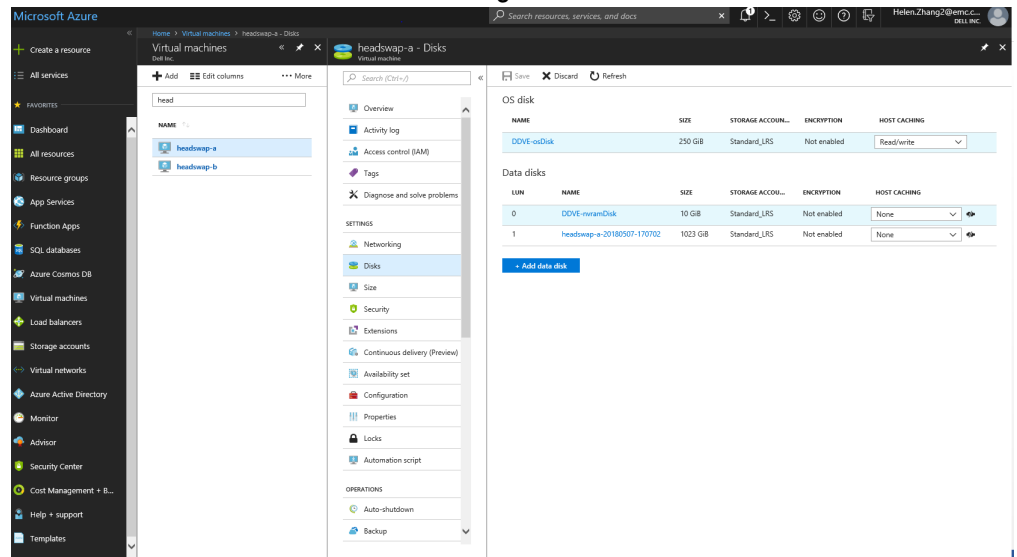 Microsoft Azure
Search resources, services, and docs
Helen.Zhang2@emc.c...
DELL INC.
Create a resource
All services
FAVORITES
Dashboard
All resources
Resource groups
App Services
Function Apps
SQL databases
Azure Cosmos DB
Virtual machines
Load balancers
Storage accounts
Virtual networks
Azure Active Directory
Monitor
Advisor
Security Center
Cost Management + B...
Help + support
Templates
Home > Virtual machines > headswap-a - Disks
Virtual machines
Dell Inc.
Add Edit columns ••• More
head
NAME
headswap-a
headswap-b
headswap-a - Disks
Virtual machine
Search (Ctrl+/)
Overview
Activity log
Access control (IAM)
Tags
Diagnose and solve problems
SETTINGS
Networking
Disks
Size
Security
Extensions
Continuous delivery (Preview)
Availability set
Configuration
Properties
Locks
Automation script
OPERATIONS
Auto-shutdown
Backup
Save Discard Refresh
OS disk
NAME SIZE STORAGE ACCOUN... ENCRYPTION HOST CACHING
DDVE-osDisk 250 GiB Standard_LRS Not enabled Read/write
Data disks
LUN NAME SIZE STORAGE ACCOU... ENCRYPTION HOST CACHING
0 DDVE-nvramDisk 10 GiB Standard_LRS Not enabled None
1 headswap-a-20180507-170702 1023 GiB Standard_LRS Not enabled None
+ Add data disk